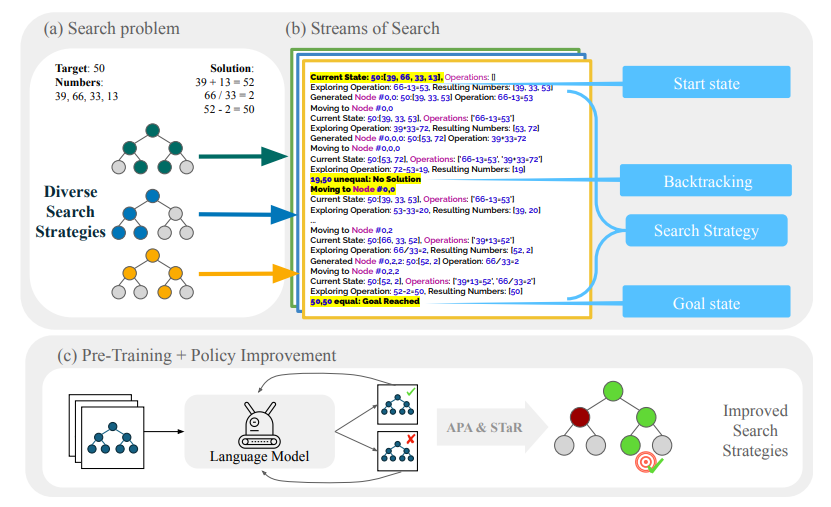 (a) Search problem
Target: 50
Numbers:
39, 66, 33, 13
Solution:
39 + 13 = 52
66 / 33 = 2
52 - 2 = 50
Diverse
Search
Strategies
(b) Streams of Search
Current State: 50:[39, 66, 33, 13], Operations: []
Exploring Operation: 66-13=53, Resulting Numbers: [39, 33, 53]
Generated Node #0,0: 50:[39, 33, 53] Operation: 66-13=53
Moving to Node #0,0
Current State: 50:[39, 33, 53], Operations: ['66-13=53']
Exploring Operation: 39+33=72, Resulting Numbers: [53, 72]
Generated Node #0,0,0: 50:[53, 72] Operation: 39+33=72
Moving to Node #0,0,0
Current State: 50:[53, 72], Operations: ['66-13=53', '39+33=72']
Exploring Operation: 72-53=19, Resulting Numbers: [19]
19,50 unequal: No Solution
Moving to Node #0,0
Current State: 50:[39, 33, 53], Operations: ['66-13=53']
Exploring Operation: 53-33=20, Resulting Numbers: [39, 20]
...
Moving to Node #0,2
Current State: 50:[66, 33, 52], Operations: ['39+13=52']
Exploring Operation: 66/33=2, Resulting Numbers: [52, 2]
Generated Node #0,2,2: 50:[52, 2] Operation: 66/33=2
Moving to Node #0,2,2
Current State: 50:[52, 2], Operations: ['39+13=52', '66/33=2']
Exploring Operation: 52-2=50, Resulting Numbers: [50]
50,50 equal: Goal Reached
Start state
Backtracking
Search Strategy
Goal state
(c) Pre-Training + Policy Improvement
Language Model
APA & STaR
Improved
Search
Strategies